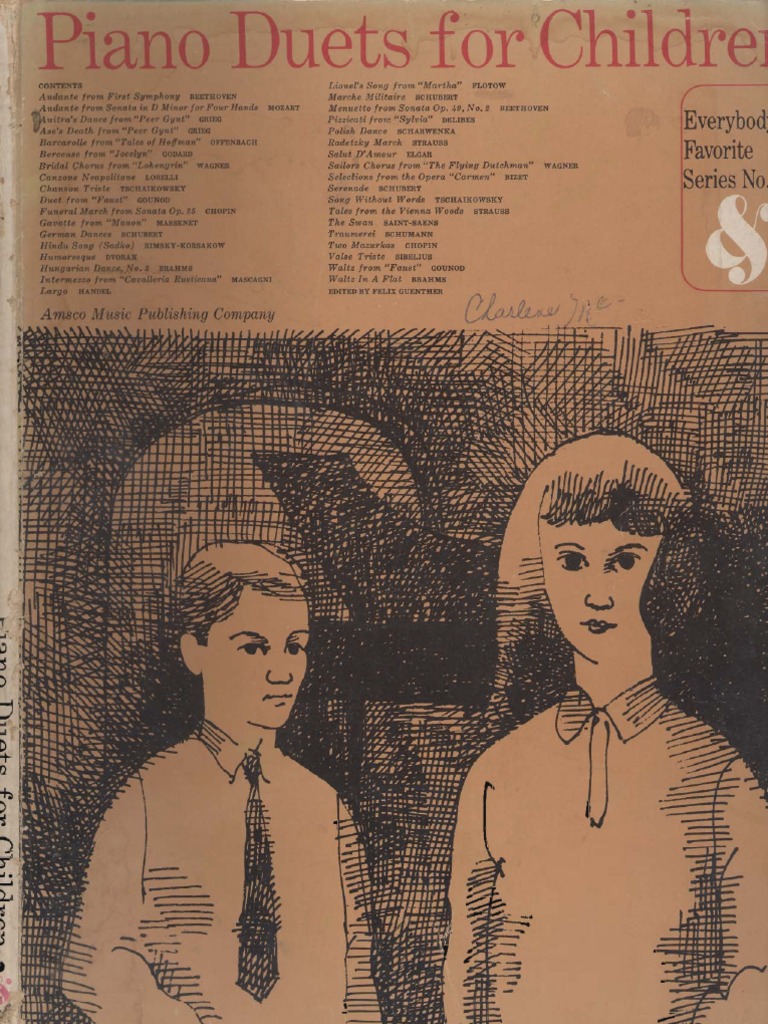 Piano Duets for Children
CONTENTS
Andante from First Symphony BEETHOVEN
Andante from Sonata in D Minor for Four Hands MOZART
Anitra's Dance from "Peer Gynt" GRIEG
Ase's Death from "Peer Gynt" GRIEG
Barcarolle from "Tales of Hoffman" OFFENBACH
Berceuse from "Jocelyn" GODARD
Bridal Chorus from "Lohengrin" WAGNER
Canzone Neapolitane LORELLI
Chanson Triste TSCHAIKOWSKY
Duet from "Faust" GOUNOD
Funeral March from Sonata Op. 35 CHOPIN
Gavotte from "Manon" MASSENET
German Dances SCHUBERT
Hindu Song (Sadko) RIMSKY-KORSAKOW
Humoresque DVORAK
Hungarian Dance, No. 5 BRAHMS
Intermezzo from "Cavalleria Rusticana" MASCAGNI
Largo HANDEL
Amsco Music Publishing Company
Lionel's Song from "Martha" FLOTOW
Marche Militaire SCHUBERT
Menuetto from Sonata Op. 49, No. 2 BEETHOVEN
Pizzicati from "Sylvia" DELIBES
Polish Dance SCHARWENKA
Radetzky March STRAUSS
Salut D'Amour ELGAR
Sailors Chorus from "The Flying Dutchman" WAGNER
Selections from the Opera "Carmen" BIZET
Serenade SCHUBERT
Song Without Words TSCHAIKOWSKY
Tales from the Vienna Woods STRAUSS
The Swan SAINT-SAENS
Traumerei SCHUMANN
Two Mazurkas CHOPIN
Valse Triste SIBELIUS
Waltz from "Faust" GOUNOD
Waltz In A Flat BRAHMS
EDITED BY FELIX GUENTHER
Everybody
Favorite
Series No.
&
Charlene
Piano Duets for Children